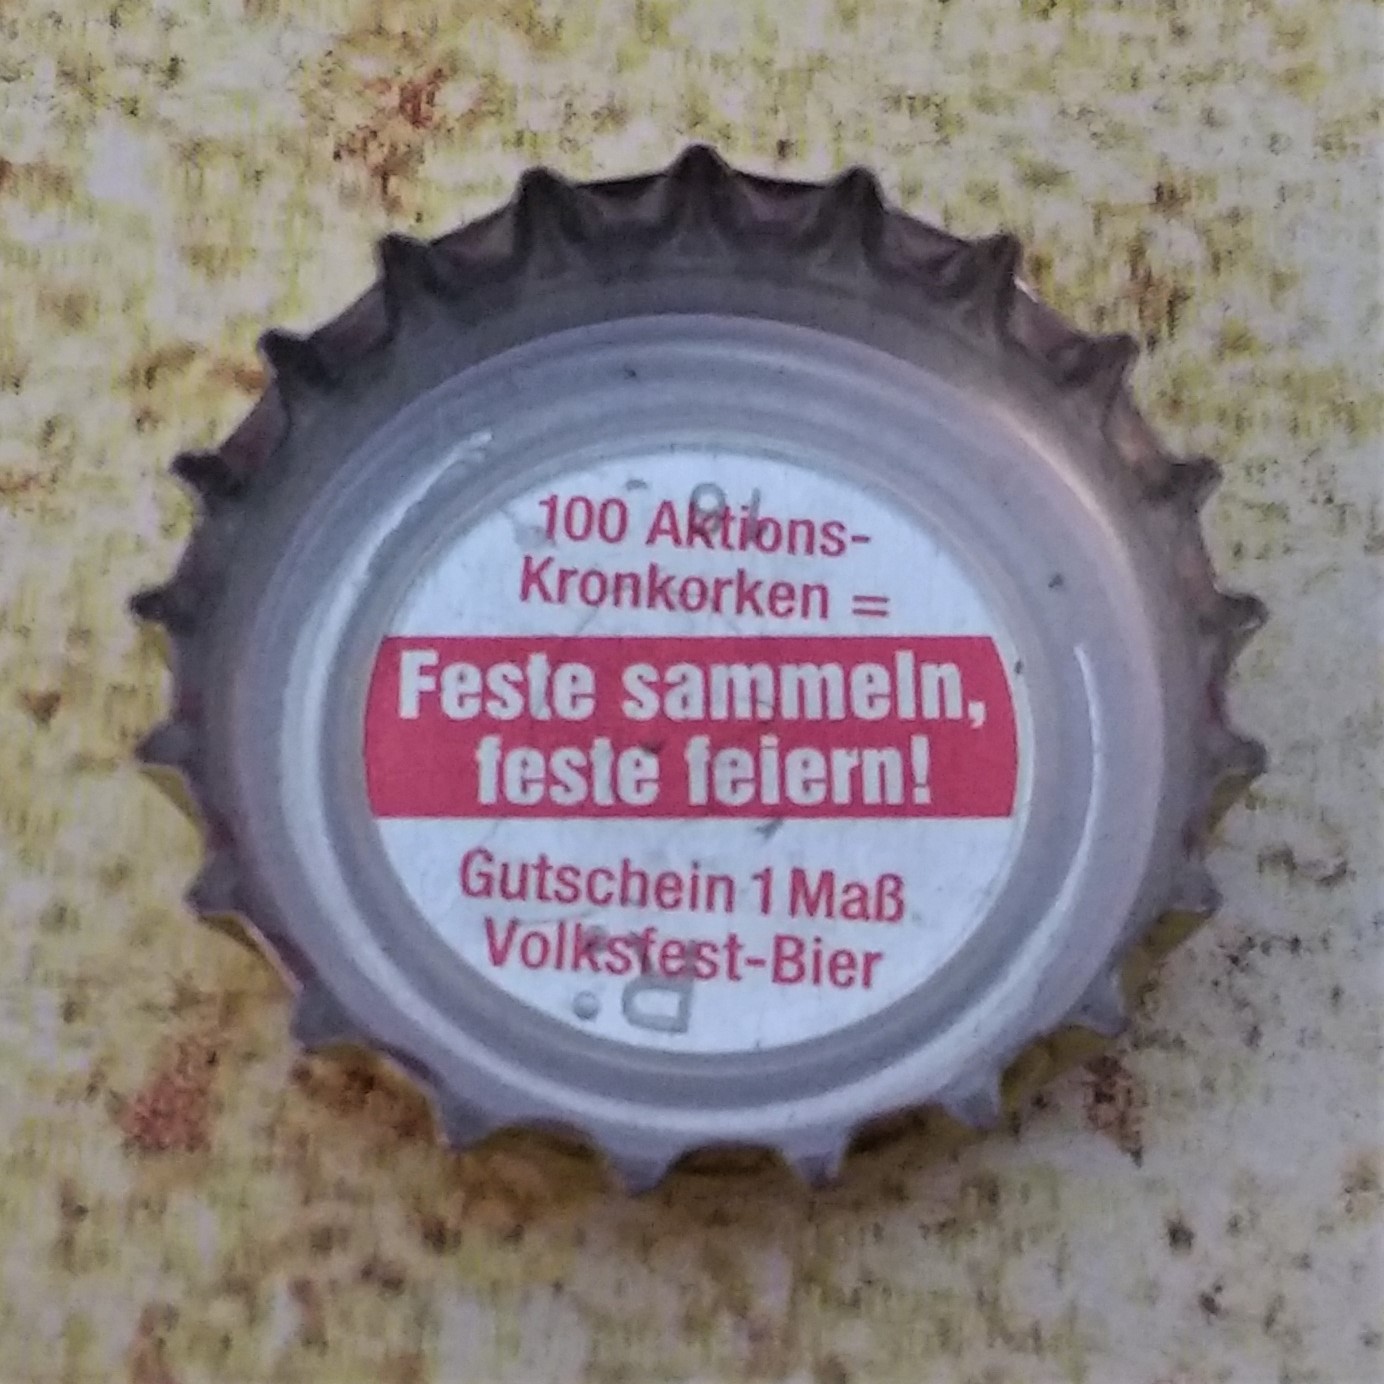 100 Aktions-
Kronkorken =
Feste sammeln,
feste feiern!
Gutschein 1 Maß
Volksfest-Bier